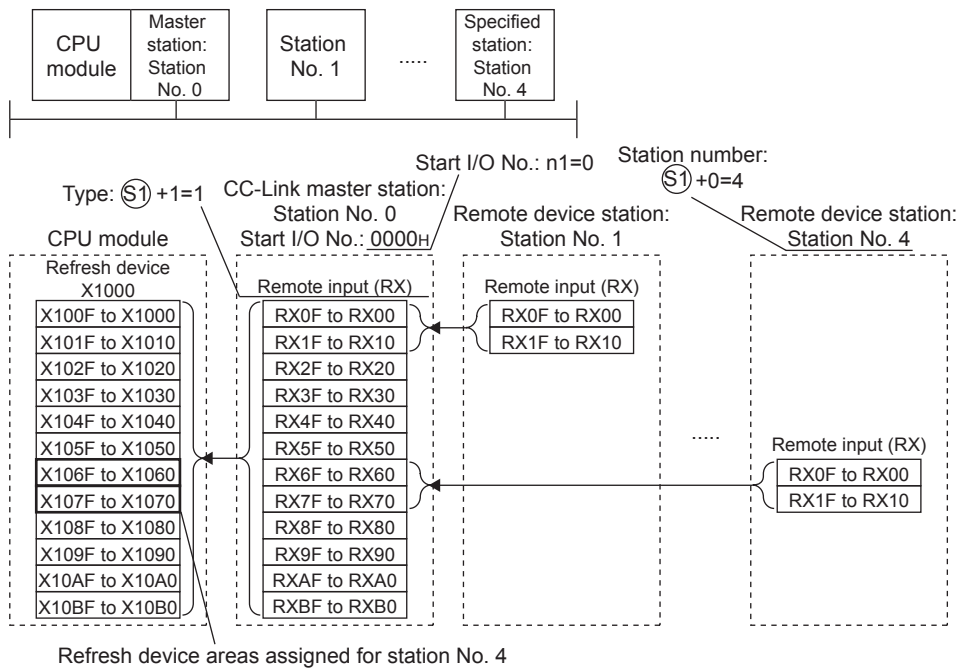 CPU
module
Master
station:
Station
No. 0
Station
No. 1
.....
Specified
station:
Station
No. 4
Start I/O No.: n1=0
Station number:
S1 +0=4
Type: S1 +1=1
CC-Link master station:
Station No. 0
Start I/O No.: 0000H
Remote device station:
Station No. 1
Remote device station:
Station No. 4
CPU module
Refresh device
X1000
X100F to X1000
X101F to X1010
X102F to X1020
X103F to X1030
X104F to X1040
X105F to X1050
X106F to X1060
X107F to X1070
X108F to X1080
X109F to X1090
X10AF to X10A0
X10BF to X10B0
Remote input (RX)
RX0F to RX00
RX1F to RX10
RX2F to RX20
RX3F to RX30
RX4F to RX40
RX5F to RX50
RX6F to RX60
RX7F to RX70
RX8F to RX80
RX9F to RX90
RXAF to RXA0
RXBF to RXB0
Remote input (RX)
RX0F to RX00
RX1F to RX10
.....
Remote input (RX)
RX0F to RX00
RX1F to RX10
Refresh device areas assigned for station No. 4